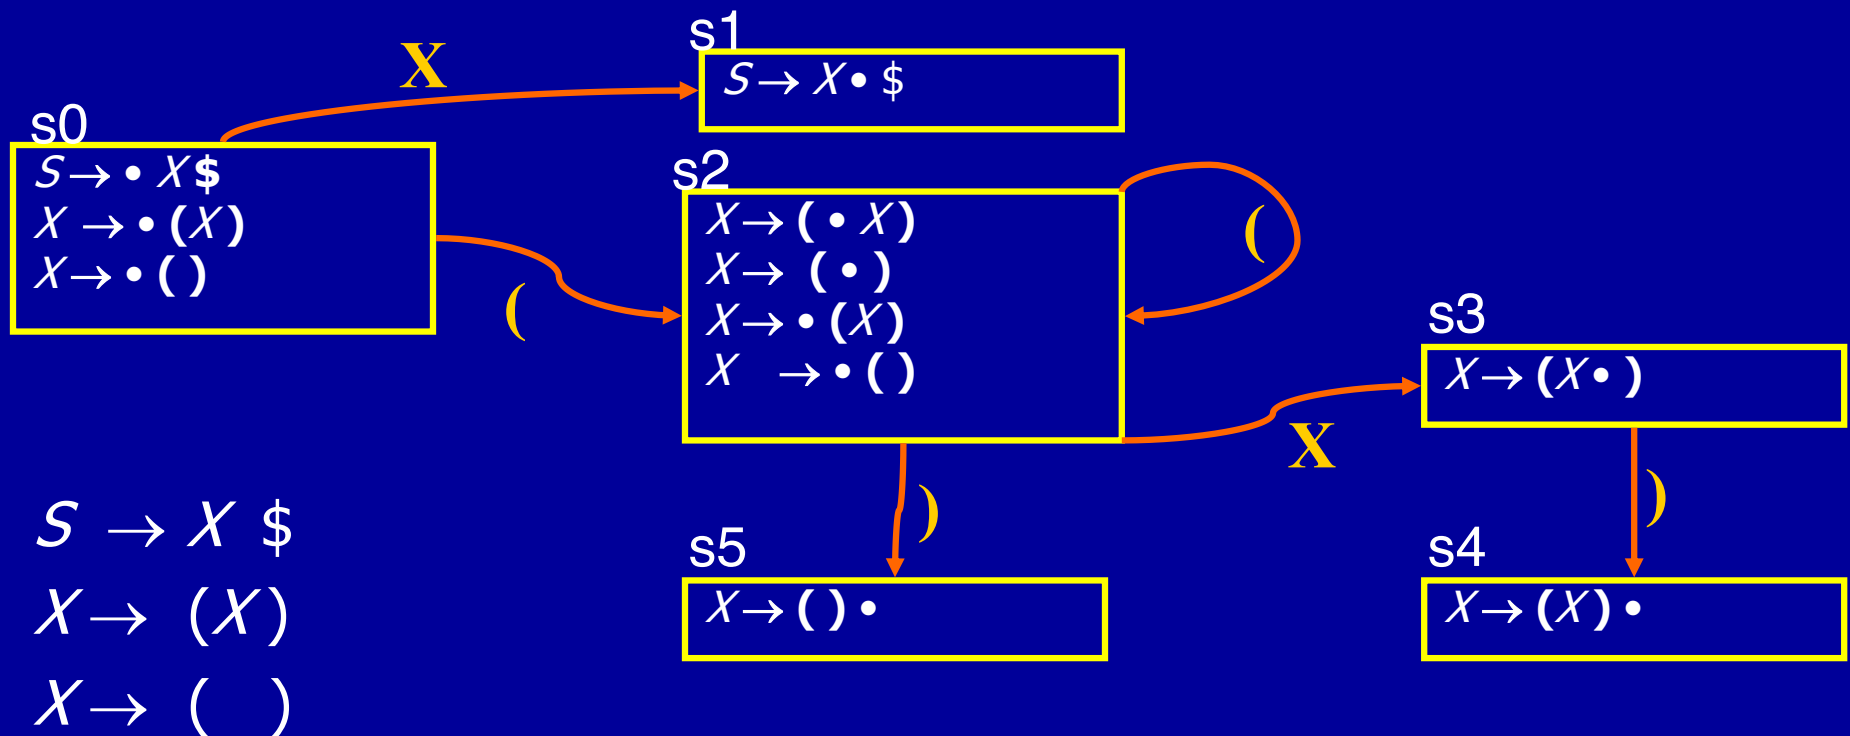 s1
X
S → X • $
s0
S → • X $
X → • ( X )
X → • ( )
s2
X → ( • X )
X → ( • )
X → • ( X )
X → • ( )
(
(
s3
X → ( X • )
X
)
)
s5
X → ( ) •
s4
X → ( X ) •
S → X $
X → ( X )
X → ( )